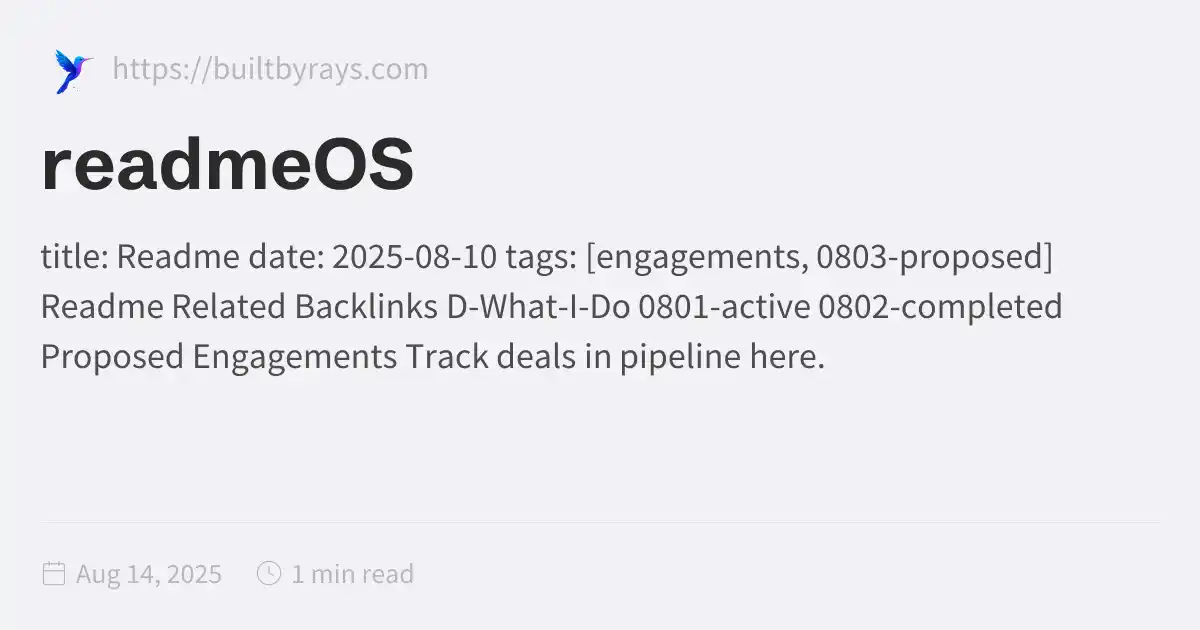 https://builtbyrays.com
readmeOS
title: Readme date: 2025-08-10 tags: [engagements, 0803-proposed]
Readme Related Backlinks D-What-I-Do 0801-active 0802-completed
Proposed Engagements Track deals in pipeline here.
Aug 14, 2025 1 min read